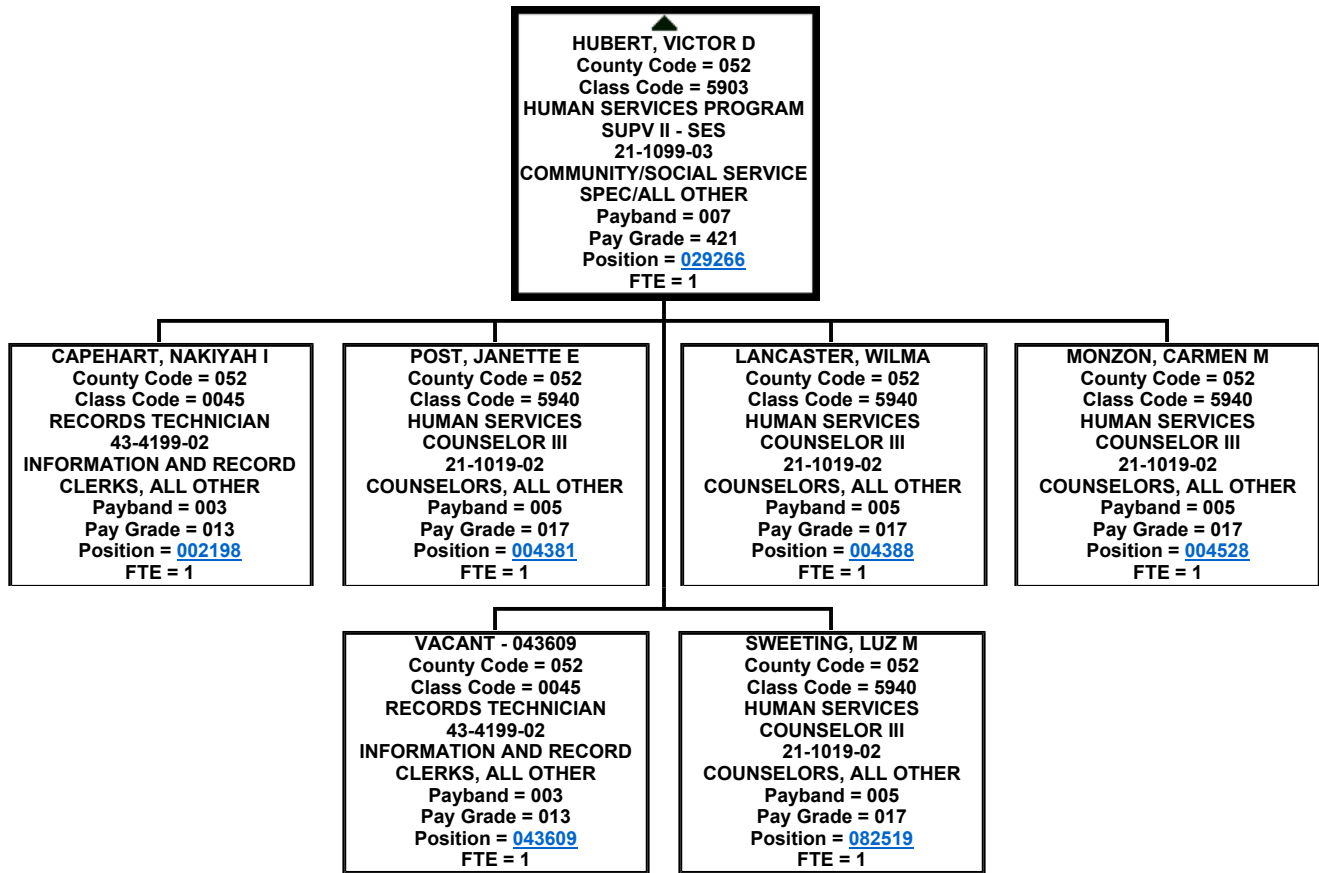 HUBERT, VICTOR D
County Code = 052
Class Code = 5903
HUMAN SERVICES PROGRAM
SUPV II - SES
21-1099-03
COMMUNITY/SOCIAL SERVICE
SPEC/ALL OTHER
Payband = 007
Pay Grade = 421
Position = 029266
FTE = 1
CAPEHART, NAKIYAH I
County Code = 052
Class Code = 0045
RECORDS TECHNICIAN
43-4199-02
INFORMATION AND RECORD
CLERKS, ALL OTHER
Payband = 003
Pay Grade = 013
Position = 002198
FTE = 1
POST, JANETTE E
County Code = 052
Class Code = 5940
HUMAN SERVICES
COUNSELOR III
21-1019-02
COUNSELORS, ALL OTHER
Payband = 005
Pay Grade = 017
Position = 004381
FTE = 1
LANCASTER, WILMA
County Code = 052
Class Code = 5940
HUMAN SERVICES
COUNSELOR III
21-1019-02
COUNSELORS, ALL OTHER
Payband = 005
Pay Grade = 017
Position = 004388
FTE = 1
MONZON, CARMEN M
County Code = 052
Class Code = 5940
HUMAN SERVICES
COUNSELOR III
21-1019-02
COUNSELORS, ALL OTHER
Payband = 005
Pay Grade = 017
Position = 004528
FTE = 1
VACANT - 043609
County Code = 052
Class Code = 0045
RECORDS TECHNICIAN
43-4199-02
INFORMATION AND RECORD
CLERKS, ALL OTHER
Payband = 003
Pay Grade = 013
Position = 043609
FTE = 1
SWEETING, LUZ M
County Code = 052
Class Code = 5940
HUMAN SERVICES
COUNSELOR III
21-1019-02
COUNSELORS, ALL OTHER
Payband = 005
Pay Grade = 017
Position = 082519
FTE = 1